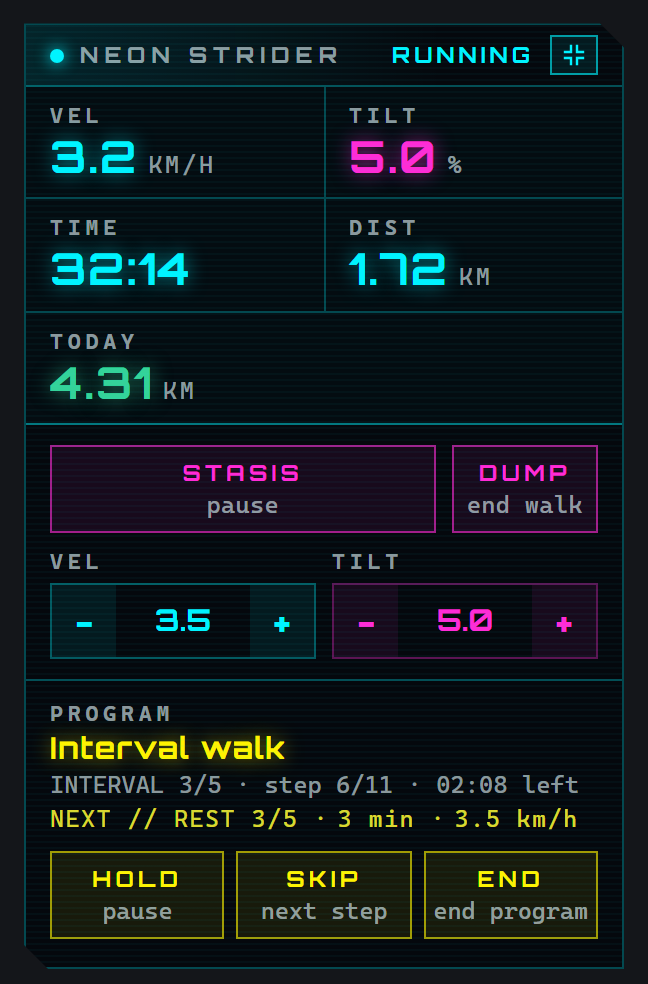 NEON STRIDER RUNNING
VEL TILT
3.2 KM/H 5.0 %
TIME DIST
32:14 1.72 KM
TODAY
4.31 KM
STASIS DUMP
pause end walk
VEL TILT
- 3.5 + - 5.0 +
PROGRAM
Interval walk
INTERVAL 3/5 · step 6/11 · 02:08 left
NEXT // REST 3/5 · 3 min · 3.5 km/h
HOLD SKIP END
pause next step end program